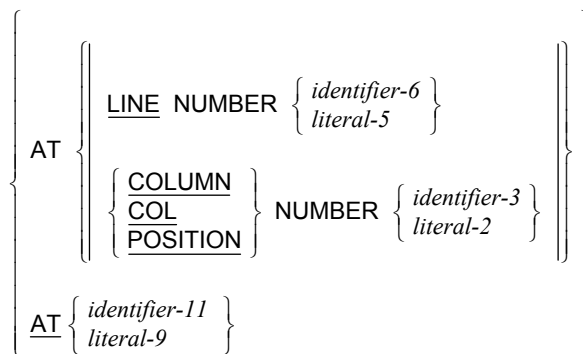 AT LINE NUMBER identifier-6
literal-5
COLUMN
COL
POSITION
NUMBER identifier-3
literal-2
AT identifier-11
literal-9